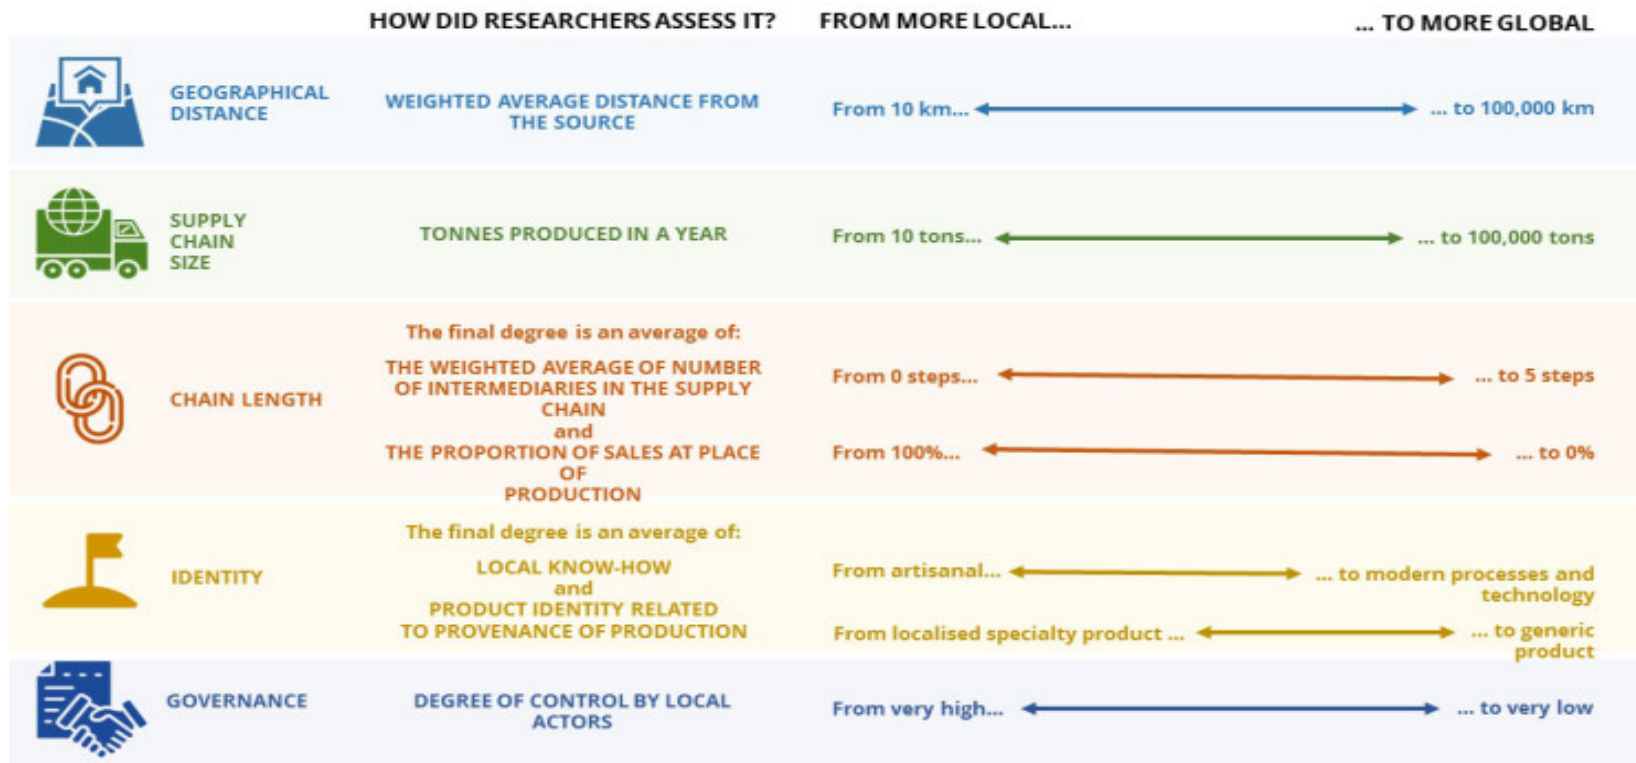 HOW DID RESEARCHERS ASSESS IT?
FROM MORE LOCAL...
... TO MORE GLOBAL
GEOGRAPHICAL
DISTANCE
WEIGHTED AVERAGE DISTANCE FROM
THE SOURCE
From 10 km...
... to 100,000 km
SUPPLY
CHAIN
SIZE
TONNES PRODUCED IN A YEAR
From 10 tons...
... to 100,000 tons
CHAIN LENGTH
The final degree is an average of:
THE WEIGHTED AVERAGE OF NUMBER
OF INTERMEDIARIES IN THE SUPPLY
CHAIN
and
THE PROPORTION OF SALES AT PLACE
OF
PRODUCTION
From 0 steps...
... to 5 steps
From 100%...
... to 0%
IDENTITY
The final degree is an average of:
LOCAL KNOW-HOW
and
PRODUCT IDENTITY RELATED
TO PROVENANCE OF PRODUCTION
From artisanal...
... to modern processes and
technology
From localised specialty product ...
... to generic
product
GOVERNANCE
DEGREE OF CONTROL BY LOCAL
ACTORS
From very high...
... to very low